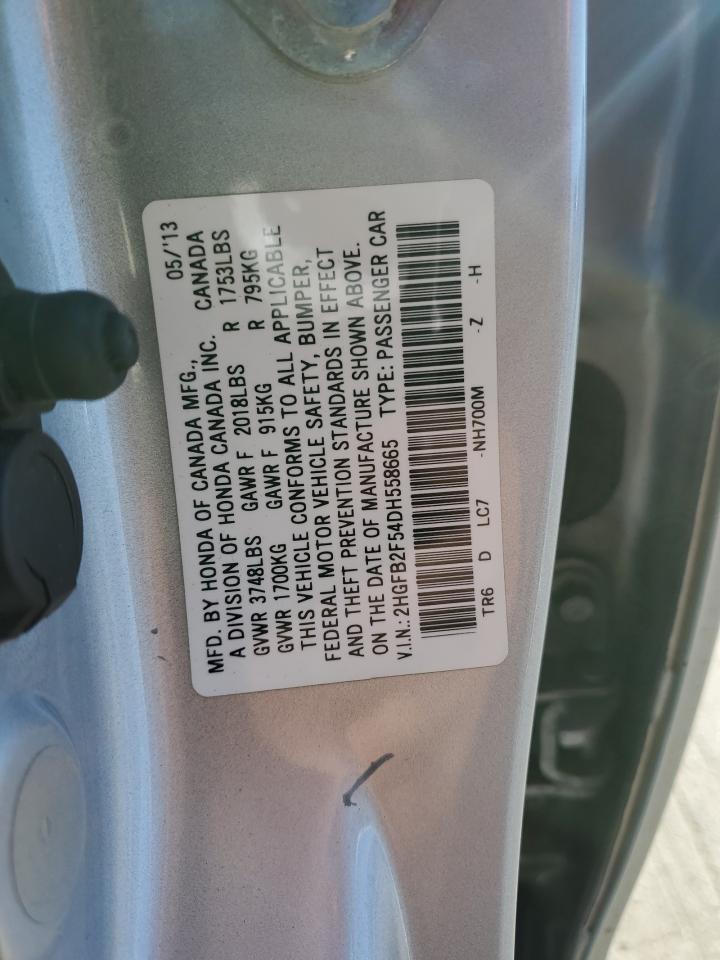 MFD. BY HONDA OF CANADA MFG., 05/'13
A DIVISION OF HONDA CANADA INC. CANADA
GVWR 3748LBS GAWR F 2018LBS R 1753LBS
GVWR 1700KG GAWR F 915KG R 795KG
THIS VEHICLE CONFORMS TO ALL APPLICABLE
FEDERAL MOTOR VEHICLE SAFETY, BUMPER,
AND THEFT PREVENTION STANDARDS IN EFFECT
ON THE DATE OF MANUFACTURE SHOWN ABOVE.
V.I.N.: 2HGFB2F54DH558665 TYPE: PASSENGER CAR
TR6 D LC7 -NH700M -Z -H